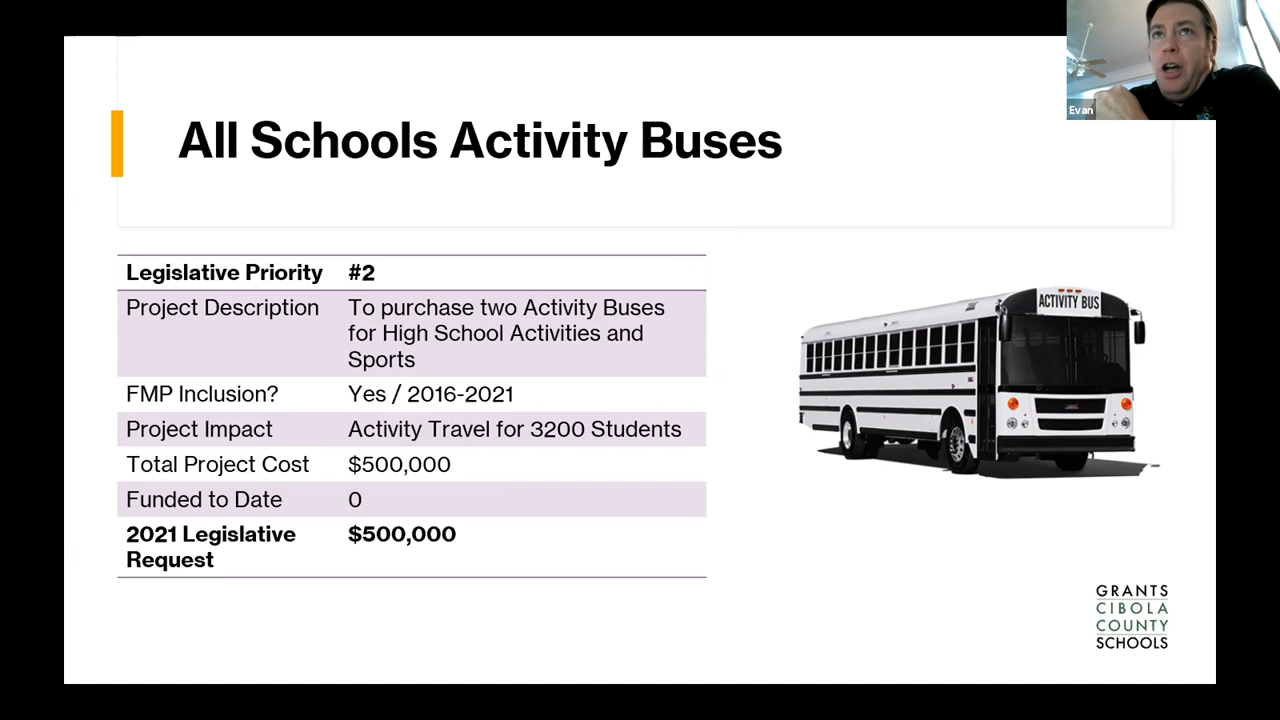 Evan
All Schools Activity Buses
Legislative Priority #2
Project Description To purchase two Activity Buses
for High School Activities and
Sports
FMP Inclusion? Yes / 2016-2021
Project Impact Activity Travel for 3200 Students
Total Project Cost $500,000
Funded to Date 0
2021 Legislative $500,000
Request
ACTIVITY BUS
GRANTS
CIBOLA
COUNTY
SCHOOLS